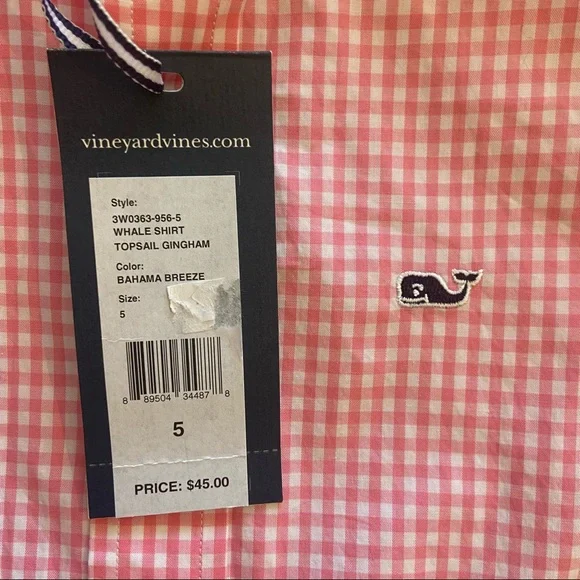 vineyardvines.com
Style:
3W0363-956-5
WHALE SHIRT
TOPSAIL GINGHAM
Color:
BAHAMA BREEZE
Size:
5
8 89504 34487 8
5
PRICE: $45.00